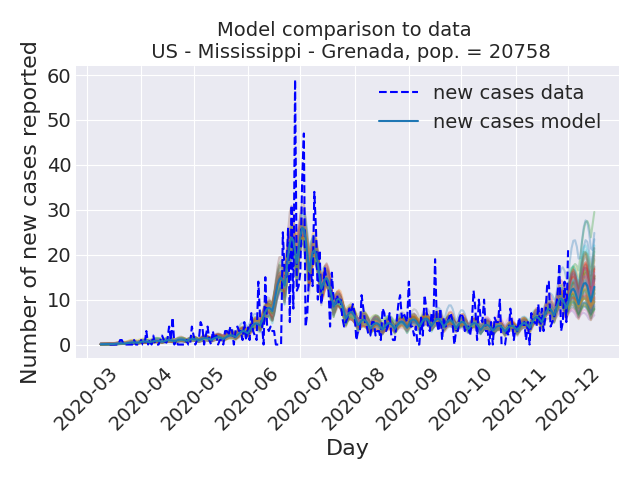 Model comparison to data
US - Mississippi - Grenada, pop. = 20758
Number of new cases reported
60
50
40
30
20
10
0
new cases data
new cases model
2020-03
2020-04
2020-05
2020-06
2020-07
2020-08
2020-09
2020-10
2020-11
2020-12
Day